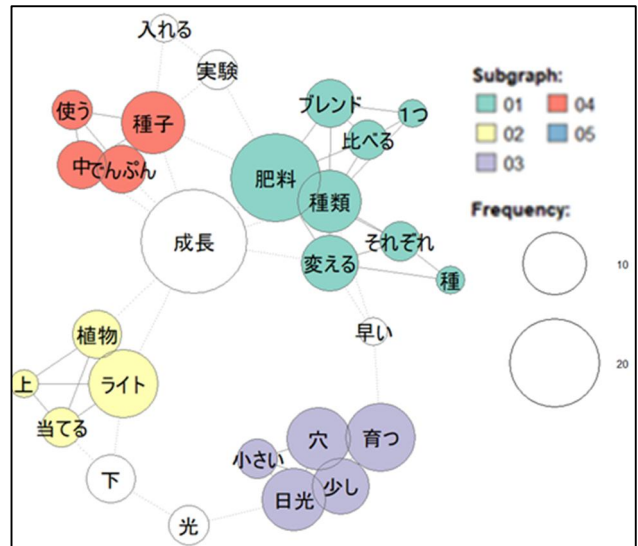 入れる
実験
使う
種子
中
でんぷん
成長
ブレンド
1つ
比べる
肥料
種類
それぞれ
変える
種
早い
植物
上
ライト
当てる
下
光
穴
育つ
小さい
日光
少し
Subgraph:
01
04
02
05
03
Frequency:
10
20